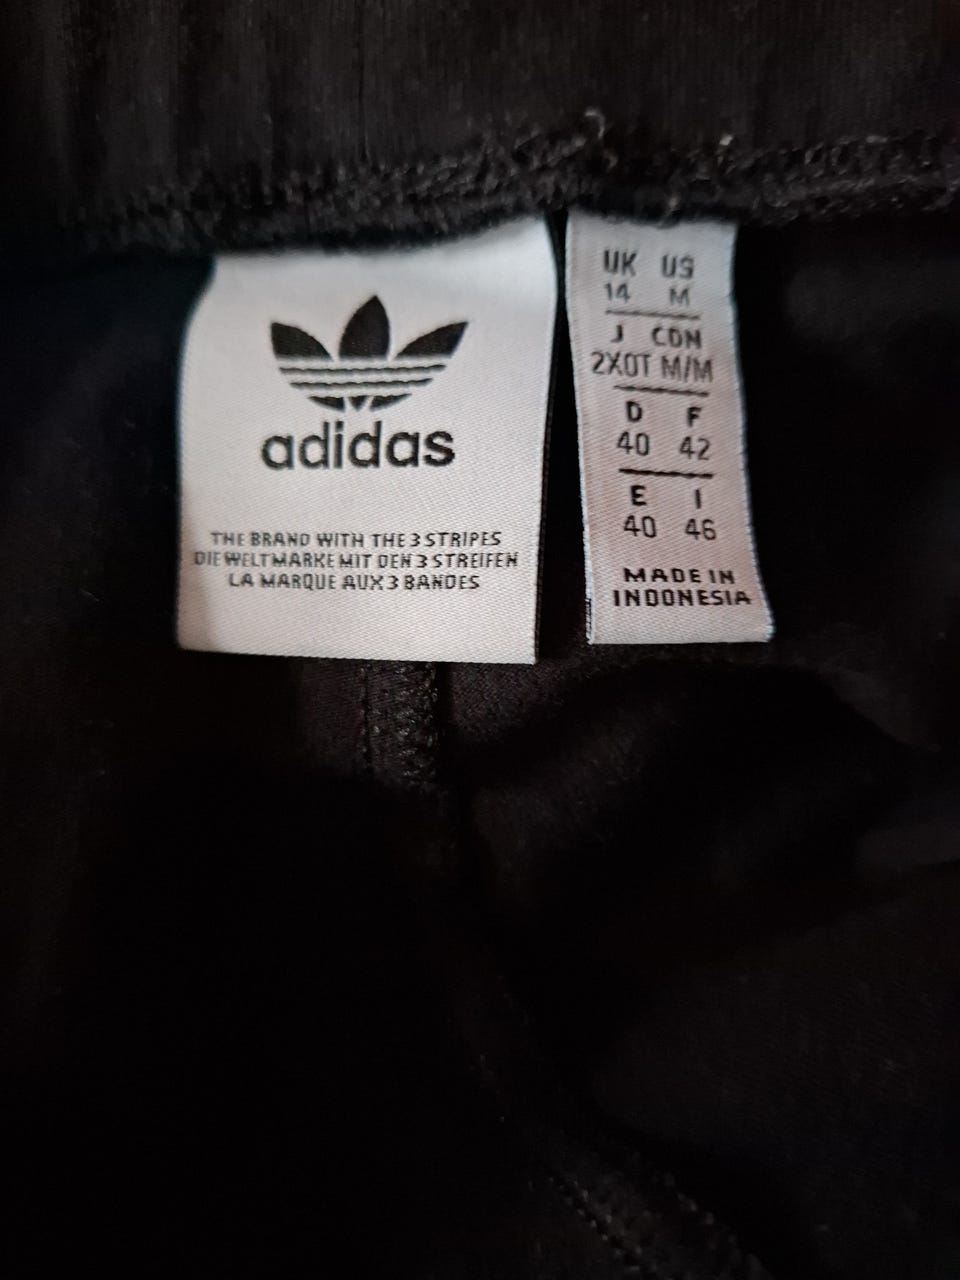 adidas
THE BRAND WITH THE 3 STRIPES
DIE WELTMARKE MIT DEN 3 STREIFEN
LA MARQUE AUX 3 BANDES
UK US
14 M
J CDN
2XOT M/M
D F
40 42
E I
40 46
MADE IN
INDONESIA